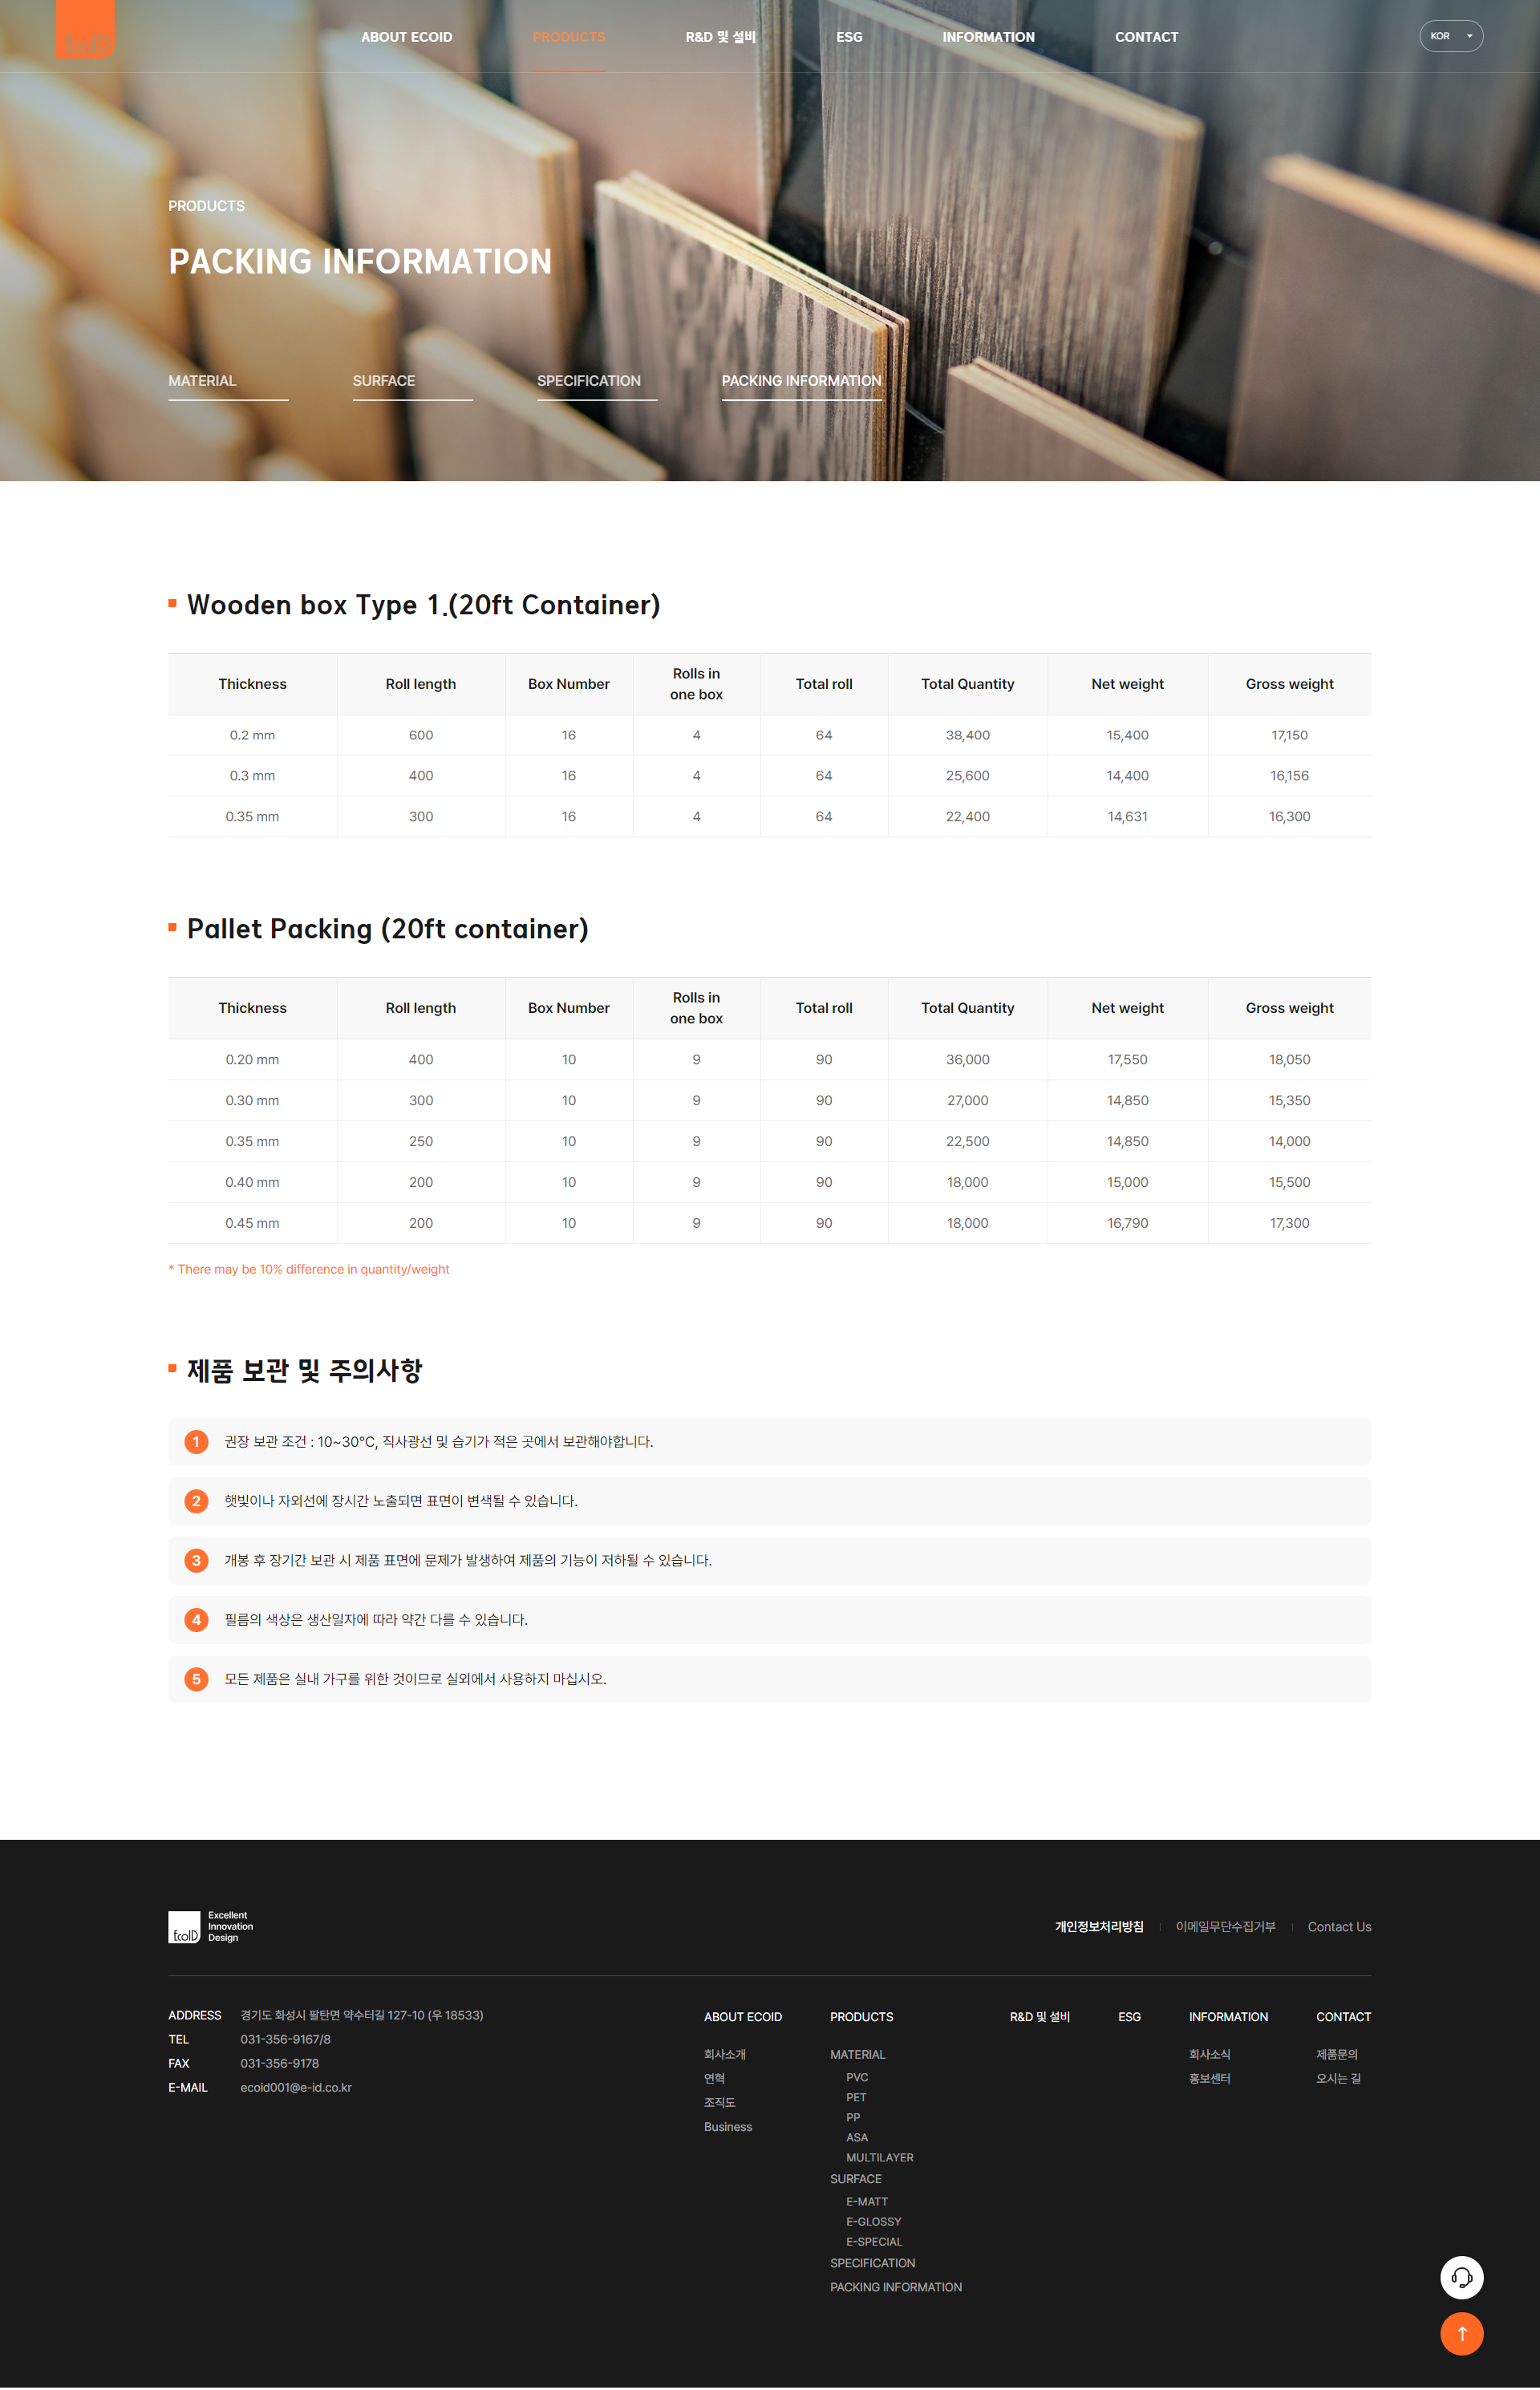 EcoID
ABOUT ECOID PRODUCTS R&D 및 설비 ESG INFORMATION CONTACT KOR
PRODUCTS
PACKING INFORMATION
MATERIAL SURFACE SPECIFICATION PACKING INFORMATION
Wooden box Type 1.(20ft Container)
Thickness Roll length Box Number Rolls in one box Total roll Total Quantity Net weight Gross weight
0.2 mm 600 16 4 64 38,400 15,400 17,150
0.3 mm 400 16 4 64 25,600 14,400 16,156
0.35 mm 300 16 4 64 22,400 14,631 16,300
Pallet Packing (20ft container)
Thickness Roll length Box Number Rolls in one box Total roll Total Quantity Net weight Gross weight
0.20 mm 400 10 9 90 36,000 17,550 18,050
0.30 mm 300 10 9 90 27,000 14,850 15,350
0.35 mm 250 10 9 90 22,500 14,850 14,000
0.40 mm 200 10 9 90 18,000 15,000 15,500
0.45 mm 200 10 9 90 18,000 16,790 17,300
* There may be 10% difference in quantity/weight
제품 보관 및 주의사항
1 권장 보관 조건 : 10~30℃, 직사광선 및 습기가 적은 곳에서 보관해야합니다.
2 햇빛이나 자외선에 장시간 노출되면 표면이 변색될 수 있습니다.
3 개봉 후 장기간 보관 시 제품 표면에 문제가 발생하여 제품의 기능이 저하될 수 있습니다.
4 필름의 색상은 생산일자에 따라 약간 다를 수 있습니다.
5 모든 제품은 실내 가구를 위한 것이므로 실외에서 사용하지 마십시오.
EcoID
Excellent
Innovation
Design
개인정보처리방침 이메일무단수집거부 Contact Us
ADDRESS 경기도 화성시 팔탄면 약수터길 127-10 (우 18533)
TEL 031-356-9167/8
FAX 031-356-9178
E-MAIL ecoid001@e-id.co.kr
ABOUT ECOID
회사소개
연혁
조직도
Business
PRODUCTS
MATERIAL
PVC
PET
PP
ASA
MULTILAYER
SURFACE
E-MATT
E-GLOSSY
E-SPECIAL
SPECIFICATION
PACKING INFORMATION
R&D 및 설비
ESG
INFORMATION
회사소식
홍보센터
CONTACT
제품문의
오시는 길